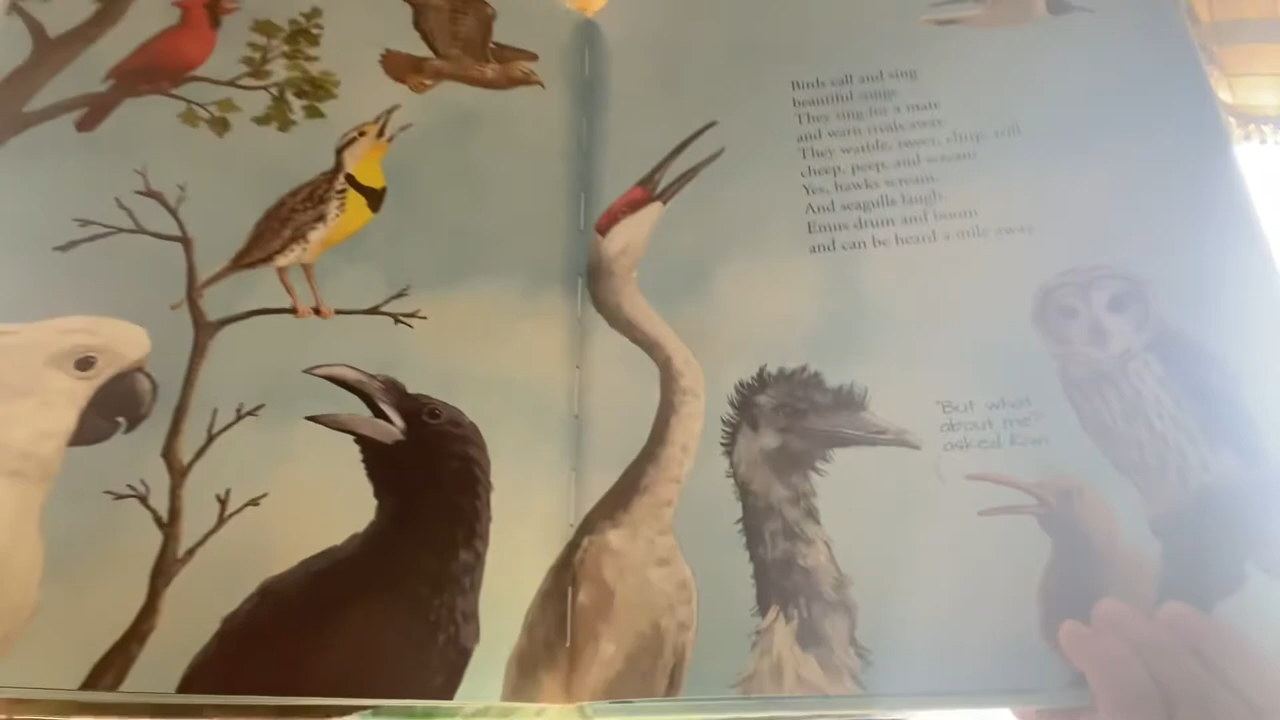 Birds call and sing
beautiful songs.
They sing for a mate
and warn rivals away.
They warble, tweet, chirp, trill,
cheep, peep, and scream.
Yes, hawks scream.
And seagulls laugh.
Emus drum and boom
and can be heard a mile away.
"But what
about me?"
asked Kiwi.